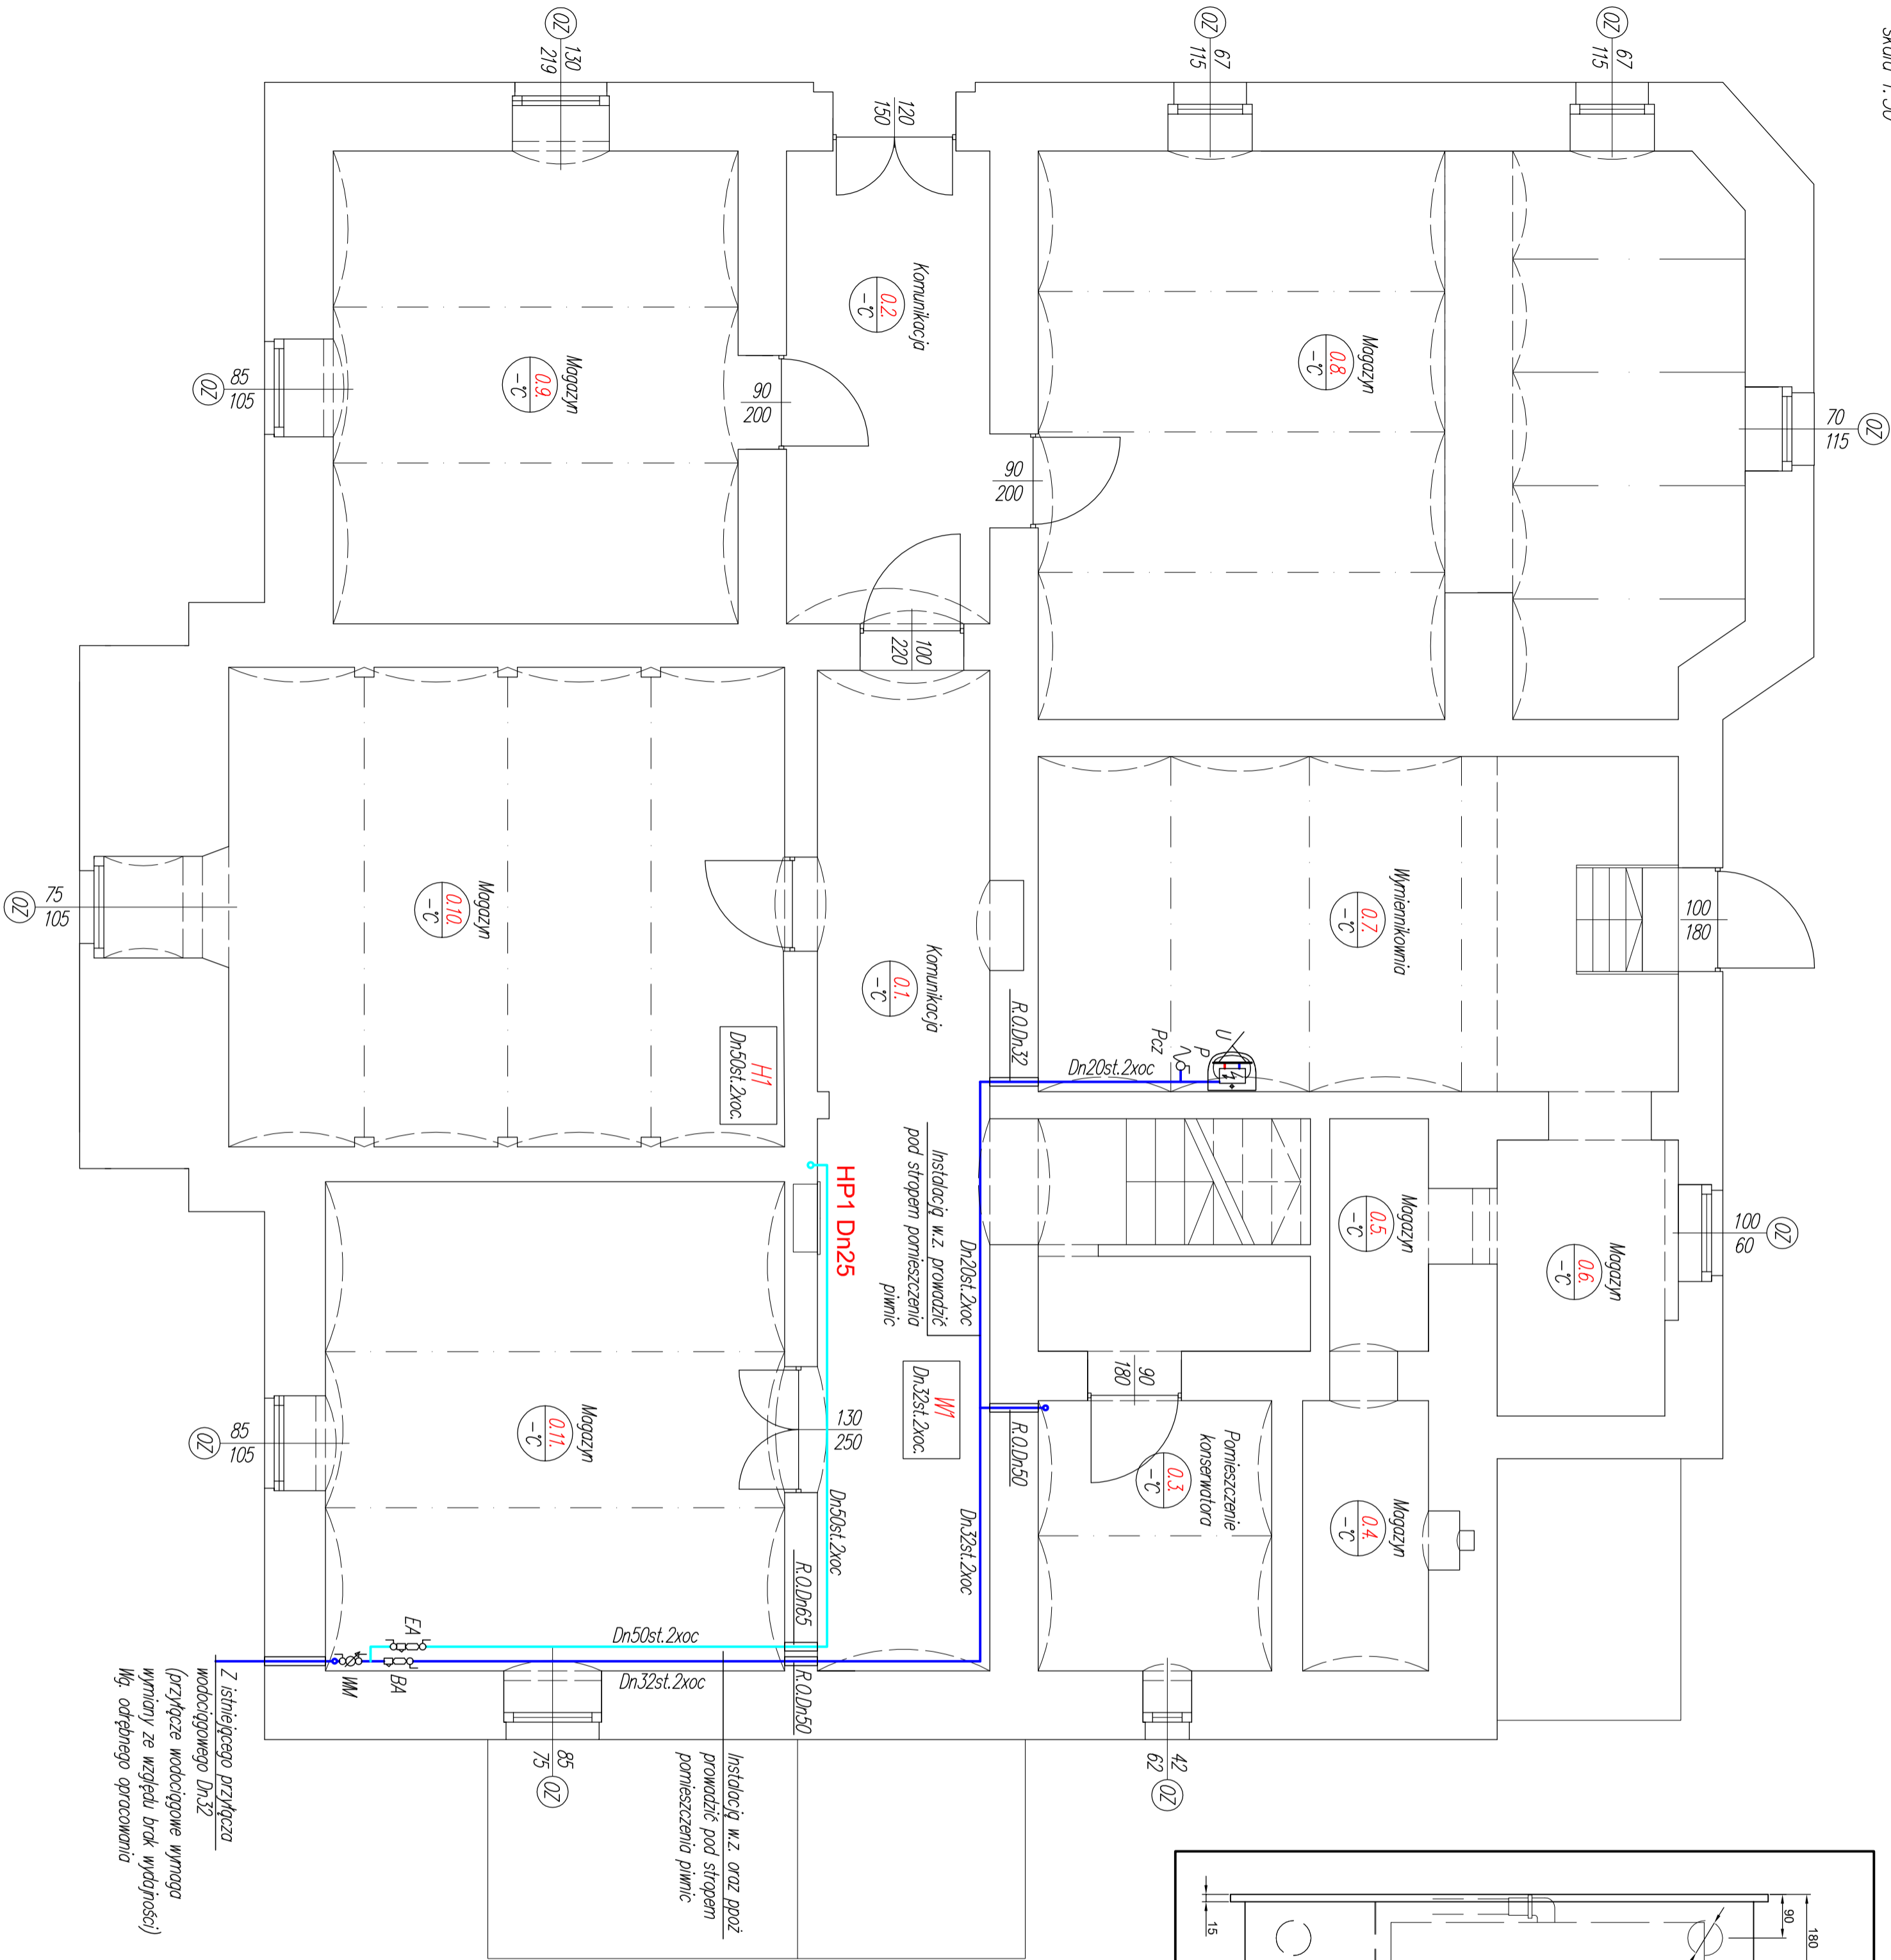 skala 1:50
OZ
67
115
OZ
67
115
OZ
130
219
120
150
70
115
OZ
Magazyn
0.8.
-°C
Komunikacja
0.2.
-°C
Magazyn
0.9.
-°C
90
200
90
200
100
220
85
105
OZ
Wymiennikownia
0.7.
-°C
100
180
Komunikacja
0.1.
-°C
Magazyn
0.10.
-°C
75
105
OZ
R.O.Dn32
Dn20st.2xoc
Pcz
P
U
H1
Dn50st.2xoc.
HP1 Dn25
Instalację w.z. prowadzić
pod stropem pomieszczenia
piwnic
Dn20st.2xoc
W1
Dn32st.2xoc.
Magazyn
0.5.
-°C
Magazyn
0.6.
-°C
100
60
OZ
90
180
Pomieszczenie
konserwatora
0.3.
-°C
Magazyn
0.4.
-°C
R.O.Dn50
Dn32st.2xoc
130
250
Dn50st.2xoc
Magazyn
0.11.
-°C
85
105
OZ
R.O.Dn65
R.O.Dn50
Dn50st.2xoc
Dn32st.2xoc
EA
BA
WM
85
75
OZ
42
62
OZ
Instalację w.z. oraz ppoż
prowadzić pod stropem
pomieszczenia piwnic
Z istniejącego przyłącza
wodociągowego Dn32
(przyłącze wodociągowe wymaga
wymiany ze względu brak wydajności)
Wg. odrębnego opracowania
15
90
180